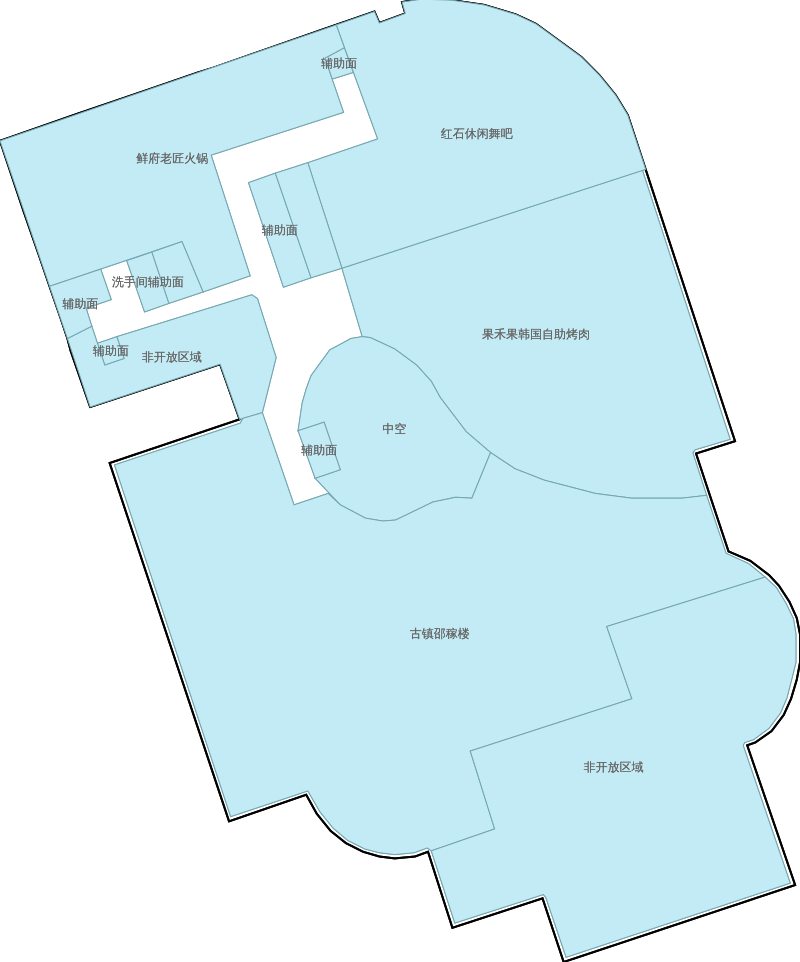 辅助面
红石休闲舞吧
鲜府老匠火锅
辅助面
洗手间辅助面
辅助面
果禾果韩国自助烤肉
辅助面
非开放区域
中空
辅助面
古镇邵稼楼
非开放区域